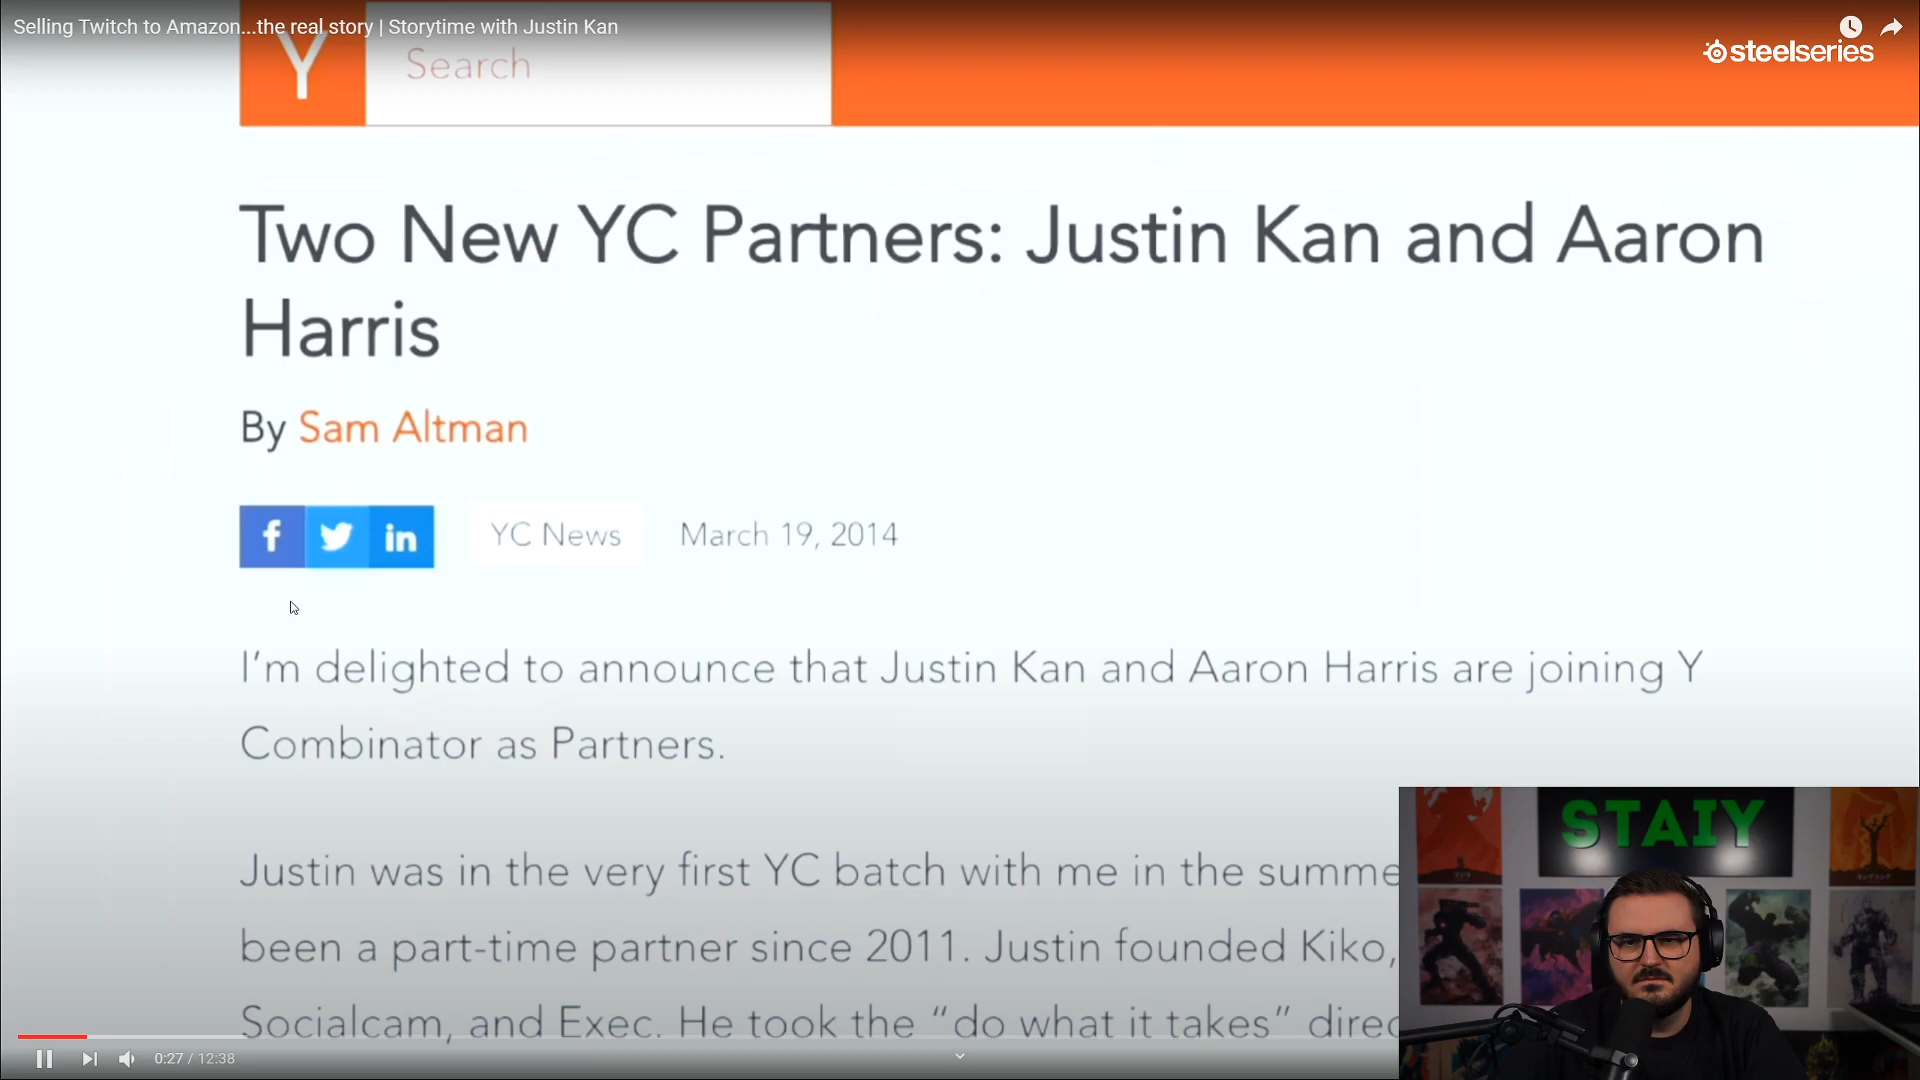 Selling Twitch to Amazon...the real story | Storytime with Justin Kan
steelseries
Y
Search
Two New YC Partners: Justin Kan and Aaron
Harris
By Sam Altman
f in
YC News
March 19, 2014
I'm delighted to announce that Justin Kan and Aaron Harris are joining Y
Combinator as Partners.
Justin was in the very first YC batch with me in the summe
been a part-time partner since 2011. Justin founded Kiko,
Socialcam, and Exec. He took the "do what it takes" direc
STAIY
0:27 / 12:38